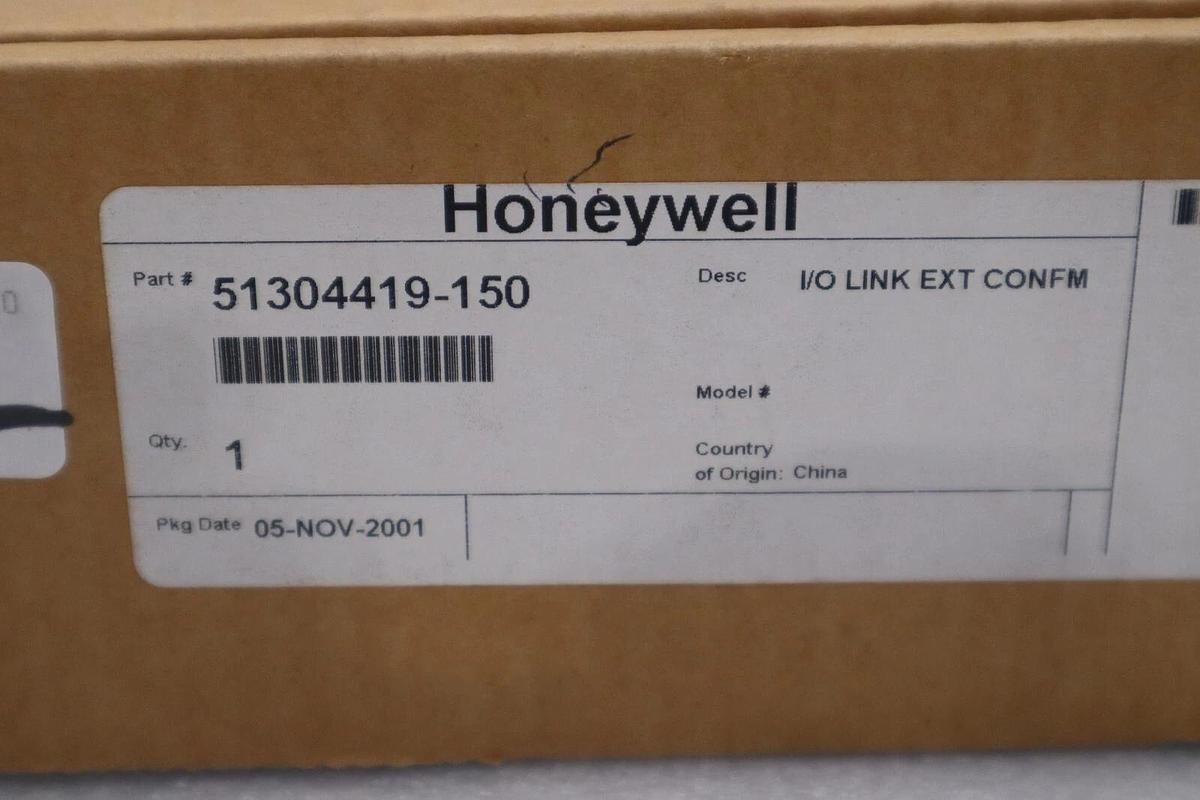 Honeywell
Part # 51304419-150
Desc I/O LINK EXT CONFM
Model #
Qty. 1
Country
of Origin: China
Pkg Date 05-NOV-2001
0